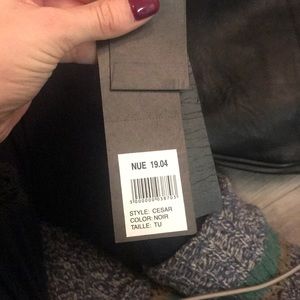 NUE 19.04
STYLE: CESAR
COLOR: NOIR
TAILLE: TU